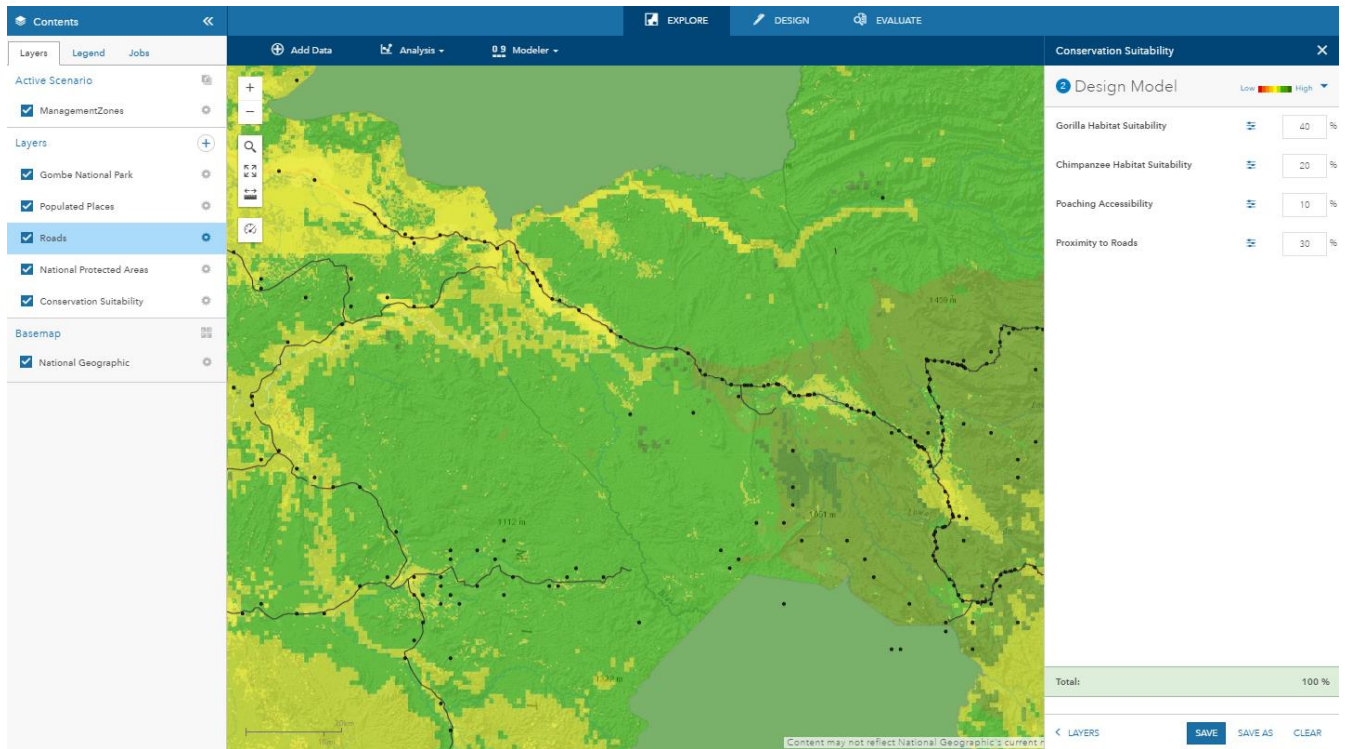 Contents
EXPLORE
DESIGN
EVALUATE
Layers
Legend
Jobs
Add Data
Analysis
0 9 Modeler
Conservation Suitability
Active Scenario
ManagementZones
Layers
Gombe National Park
Populated Places
Roads
National Protected Areas
Conservation Suitability
Basemap
National Geographic
1459 m
1112 m
1051 m
30km
Content may not reflect National Geographic's current
2 Design Model
Low
High
Gorilla Habitat Suitability 40 %
Chimpanzee Habitat Suitability 20 %
Poaching Accessibility 10 %
Proximity to Roads 30 %
Total: 100 %
< LAYERS
SAVE
SAVE AS
CLEAR